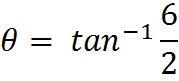 θ = tan⁻¹ 6/2